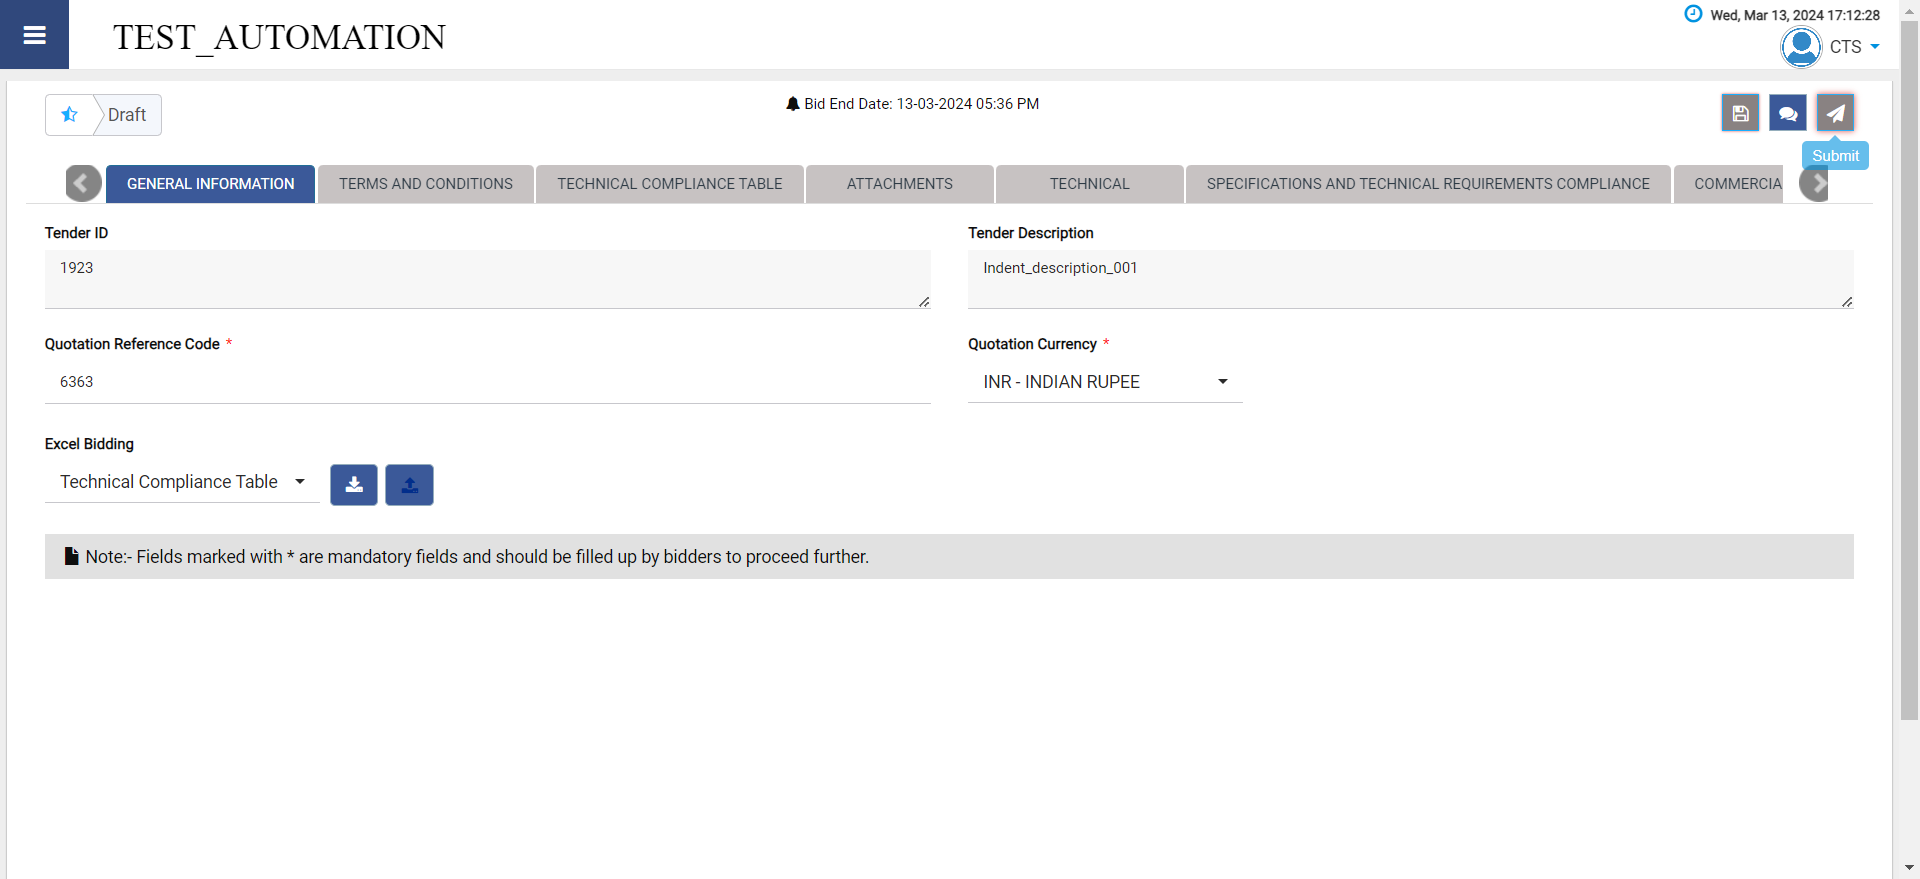 TEST_AUTOMATION
Wed, Mar 13, 2024 17:12:28
CTS
Draft
Bid End Date: 13-03-2024 05:36 PM
Submit
GENERAL INFORMATION
TERMS AND CONDITIONS
TECHNICAL COMPLIANCE TABLE
ATTACHMENTS
TECHNICAL
SPECIFICATIONS AND TECHNICAL REQUIREMENTS COMPLIANCE
COMMERCIA
Tender ID
1923
Tender Description
Indent_description_001
Quotation Reference Code *
6363
Quotation Currency *
INR - INDIAN RUPEE
Excel Bidding
Technical Compliance Table
Note:- Fields marked with * are mandatory fields and should be filled up by bidders to proceed further.